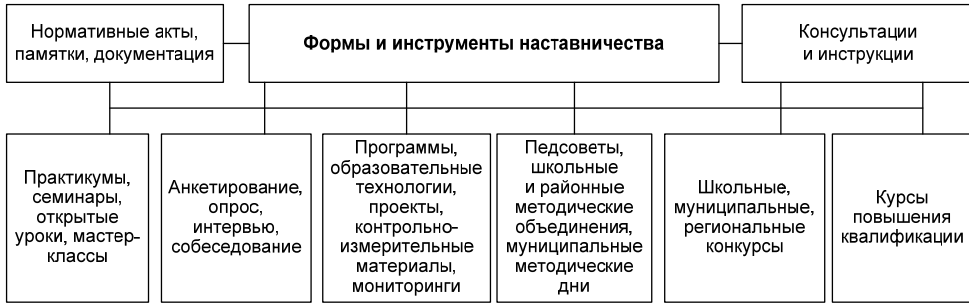 Нормативные акты,
памятки, документация
Формы и инструменты наставничества
Консультации
и инструкции
Практикумы,
семинары,
открытые
уроки, мастер-
классы
Анкетирование,
опрос,
интервью,
собеседование
Программы,
образовательные
технологии,
проекты,
контрольно-
измерительные
материалы,
мониторинги
Педсоветы,
школьные
и районные
методические
объединения,
муниципальные
методические
дни
Школьные,
муниципальные,
региональные
конкурсы
Курсы
повышения
квалификации